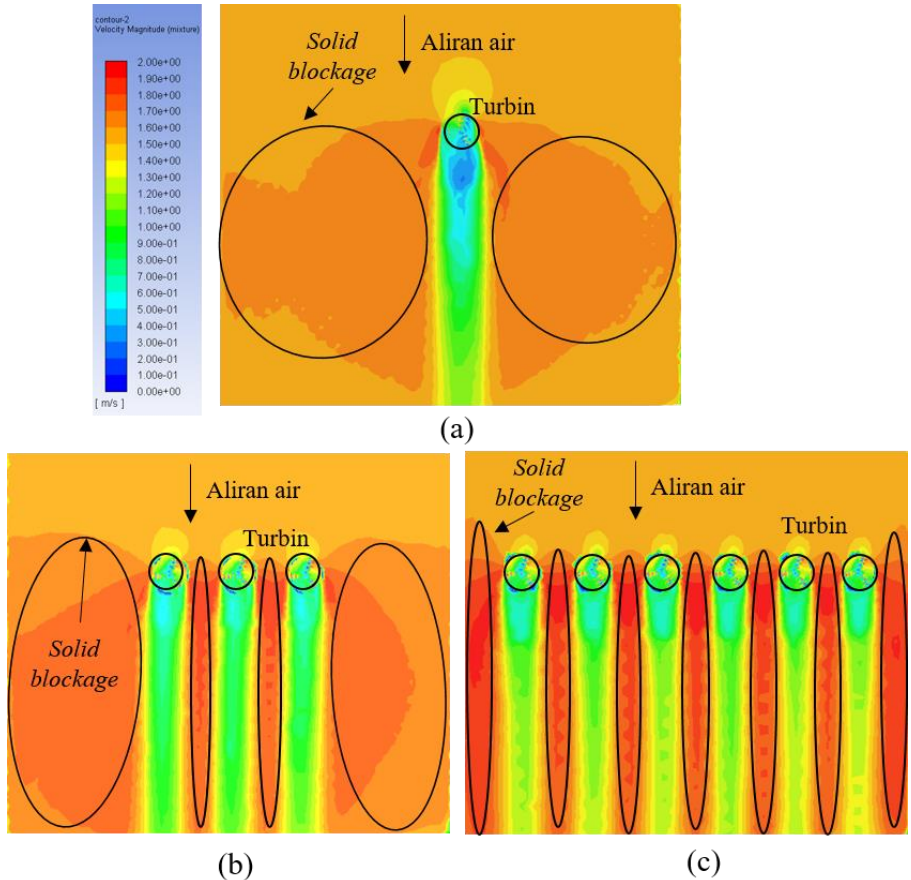 contour-2
Velocity Magnitude (mixture)
2.00e+00
1.90e+00
1.80e+00
1.70e+00
1.60e+00
1.50e+00
1.40e+00
1.30e+00
1.20e+00
1.10e+00
1.00e+00
9.00e-01
8.00e-01
7.00e-01
6.00e-01
5.00e-01
4.00e-01
3.00e-01
2.00e-01
1.00e-01
0.00e+00
[ m/s ]
Solid
blockage
Aliran air
Turbin
(a)
Aliran air
Turbin
Solid
blockage
(b)
Solid
blockage
Aliran air
Turbin
(c)